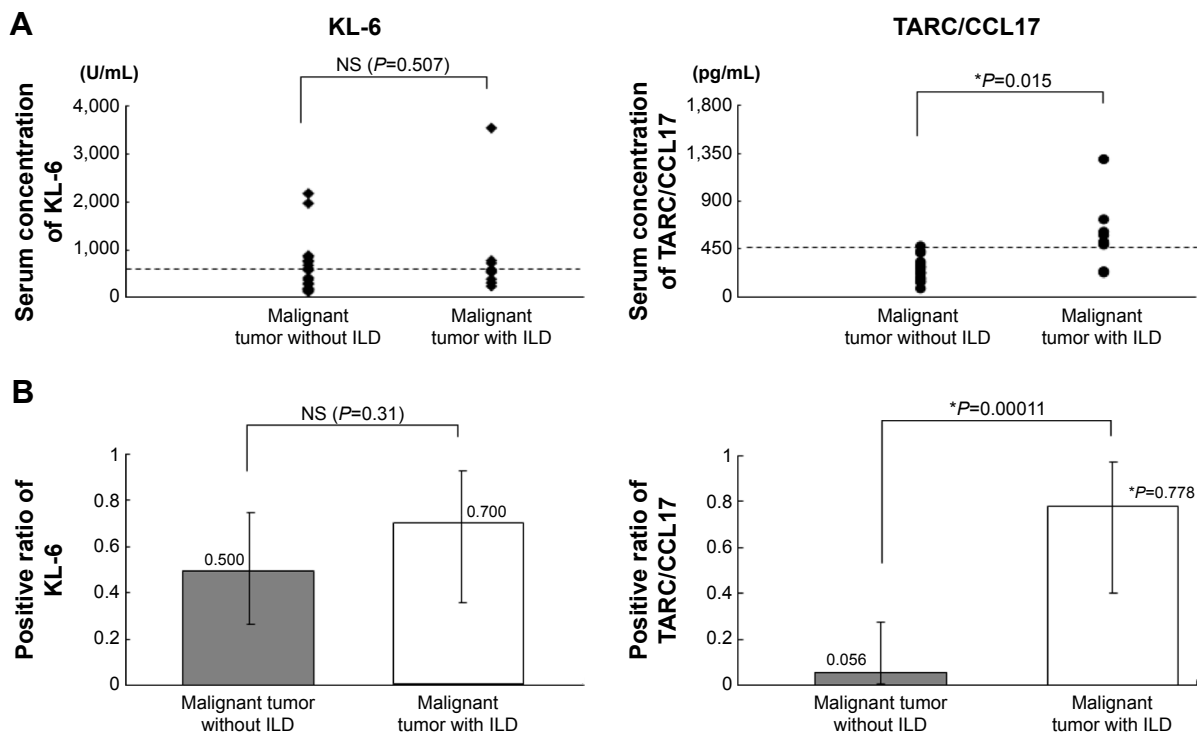 A
KL-6
TARC/CCL17
(U/mL)
NS (P=0.507)
(pg/mL)
*P=0.015
Serum concentration
of KL-6
4,000
3,000
2,000
1,000
0
Malignant
tumor without ILD
Malignant
tumor with ILD
Serum concentration
of TARC/CCL17
1,800
1,350
900
450
0
Malignant
tumor without ILD
Malignant
tumor with ILD
B
NS (P=0.31)
*P=0.00011
Positive ratio of
KL-6
1
0.8
0.6
0.4
0.2
0
0.500
0.700
Malignant tumor
without ILD
Malignant
tumor with ILD
Positive ratio of
TARC/CCL17
1
0.8
0.6
0.4
0.2
0
0.056
*P=0.778
Malignant tumor
without ILD
Malignant
tumor with ILD